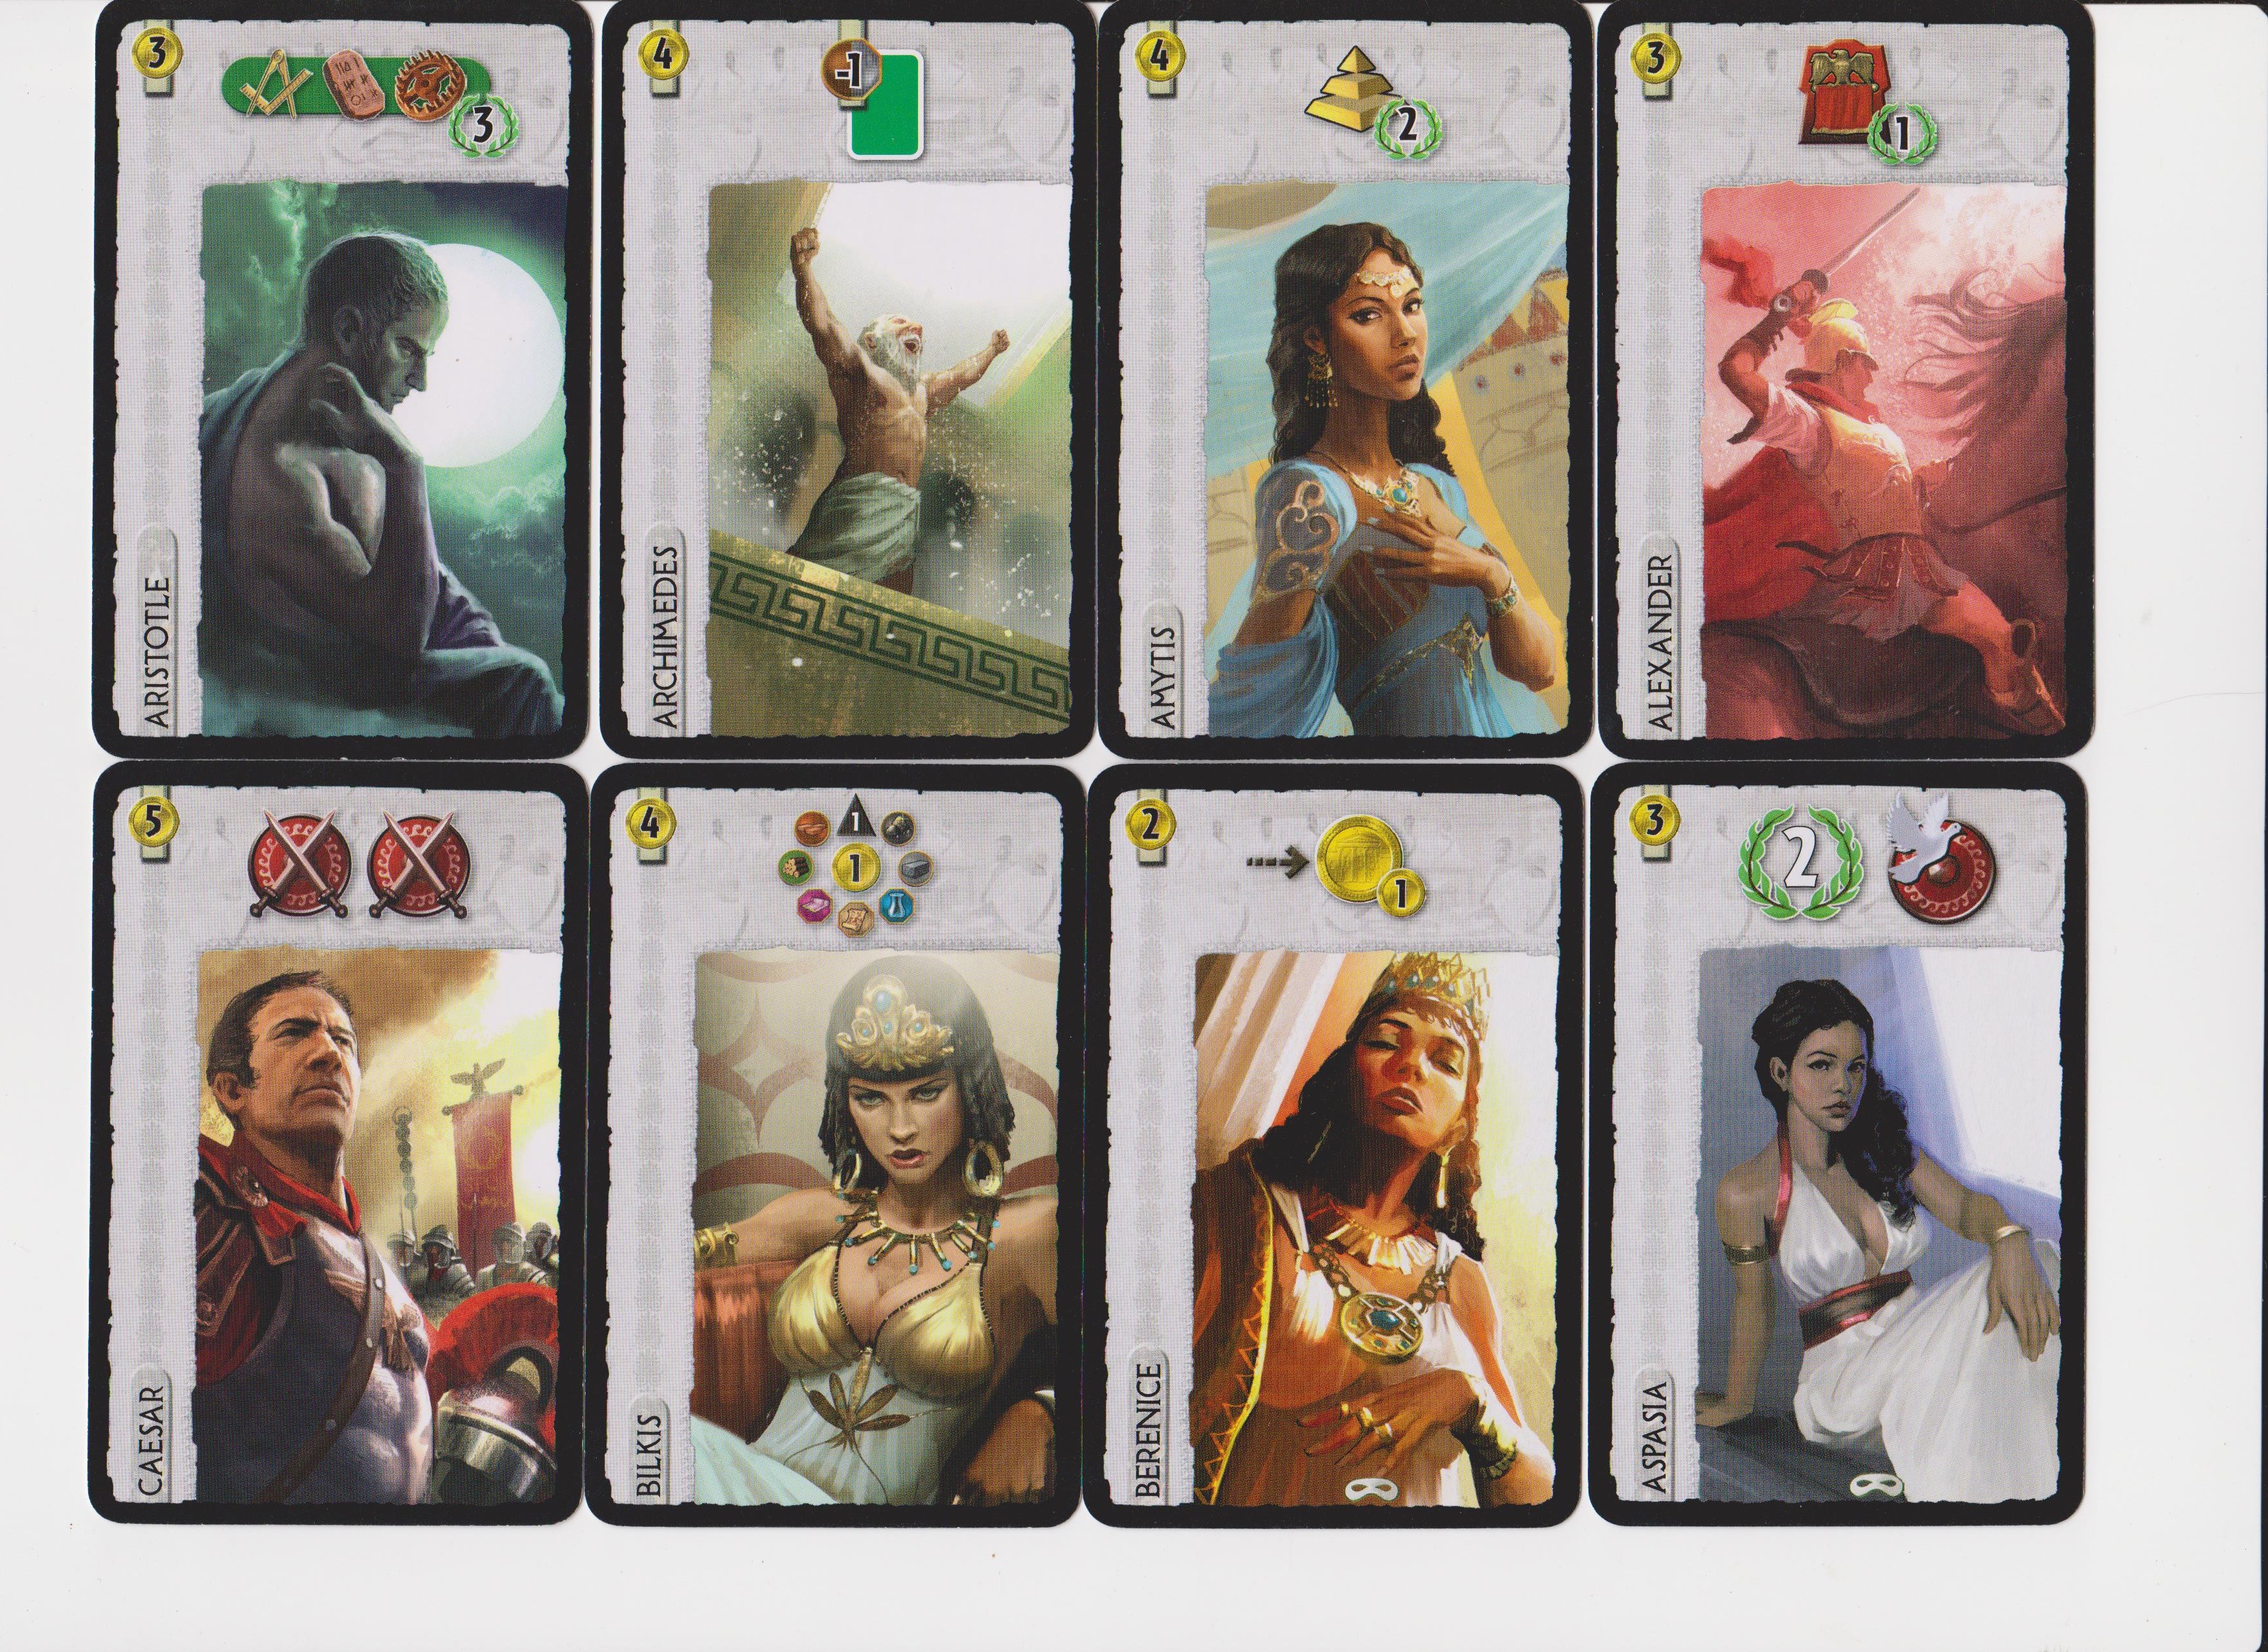 3
3
ARISTOTLE
4
-1
ARCHIMEDES
4
2
AMYTIS
3
1
ALEXANDER
5
CAESAR
4
1
1
BILKIS
2
1
BERENICE
3
2
ASPASIA